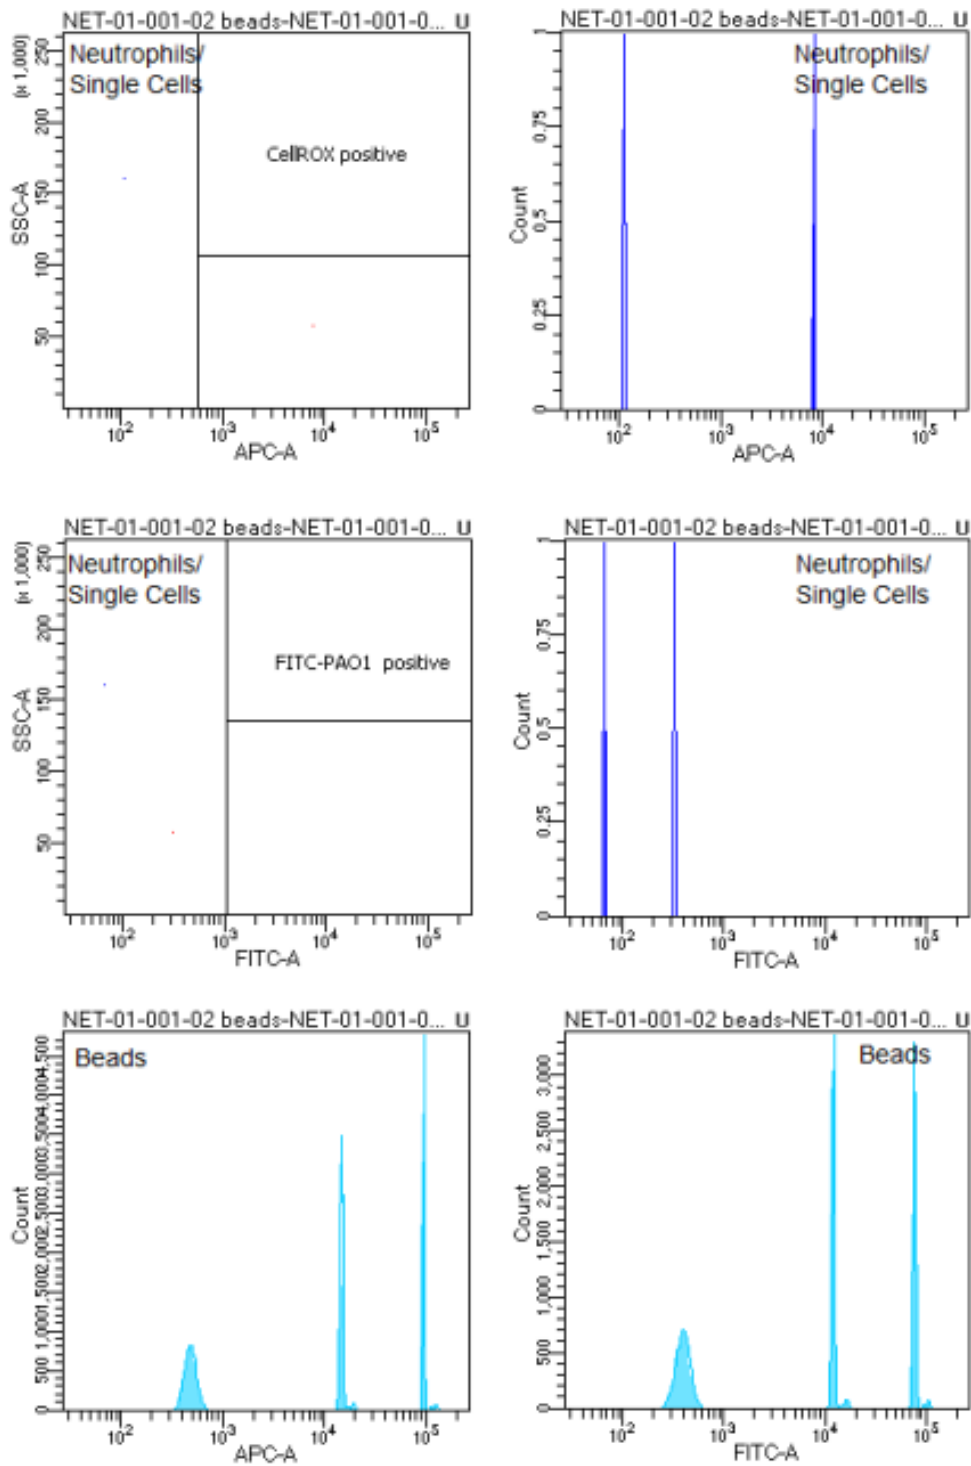 NET-01-001-02 beads-NET-01-001-0... U
NET-01-001-02 beads-NET-01-001-0... U
(x 1,000)
SSC-A
250
200
150
100
50
Neutrophils/
Single Cells
CellROX positive
10² 10³ 10⁴ 10⁵
APC-A
Count
1
0.75
0.5
0.25
0
Neutrophils/
Single Cells
10² 10³ 10⁴ 10⁵
APC-A
NET-01-001-02 beads-NET-01-001-0... U
NET-01-001-02 beads-NET-01-001-0... U
(x 1,000)
SSC-A
250
200
150
100
50
Neutrophils/
Single Cells
FITC-PAO1 positive
10² 10³ 10⁴ 10⁵
FITC-A
Count
1
0.75
0.5
0.25
0
Neutrophils/
Single Cells
10² 10³ 10⁴ 10⁵
FITC-A
NET-01-001-02 beads-NET-01-001-0... U
NET-01-001-02 beads-NET-01-001-0... U
Count
0 500 1,000 1,500 2,000 2,500 3,000 3,500 4,000 4,500
Beads
10² 10³ 10⁴ 10⁵
APC-A
Count
3,000
2,500
2,000
1,500
1,000
500
0
Beads
10² 10³ 10⁴ 10⁵
FITC-A